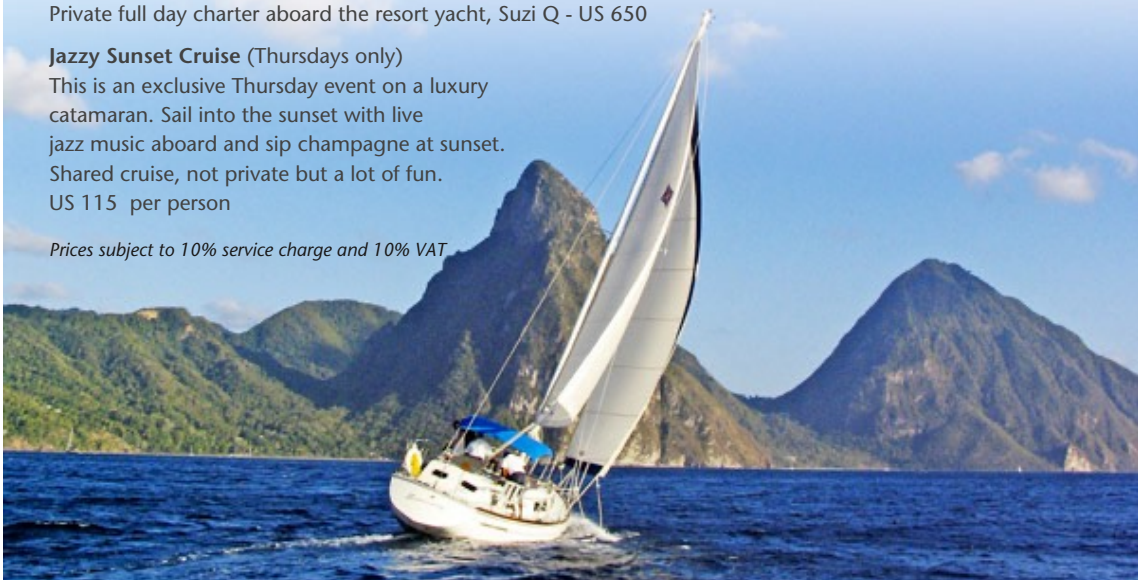 Private full day charter aboard the resort yacht, Suzi Q - US 650
Jazzy Sunset Cruise (Thursdays only)
This is an exclusive Thursday event on a luxury
catamaran. Sail into the sunset with live
jazz music aboard and sip champagne at sunset.
Shared cruise, not private but a lot of fun.
US 115 per person
Prices subject to 10% service charge and 10% VAT